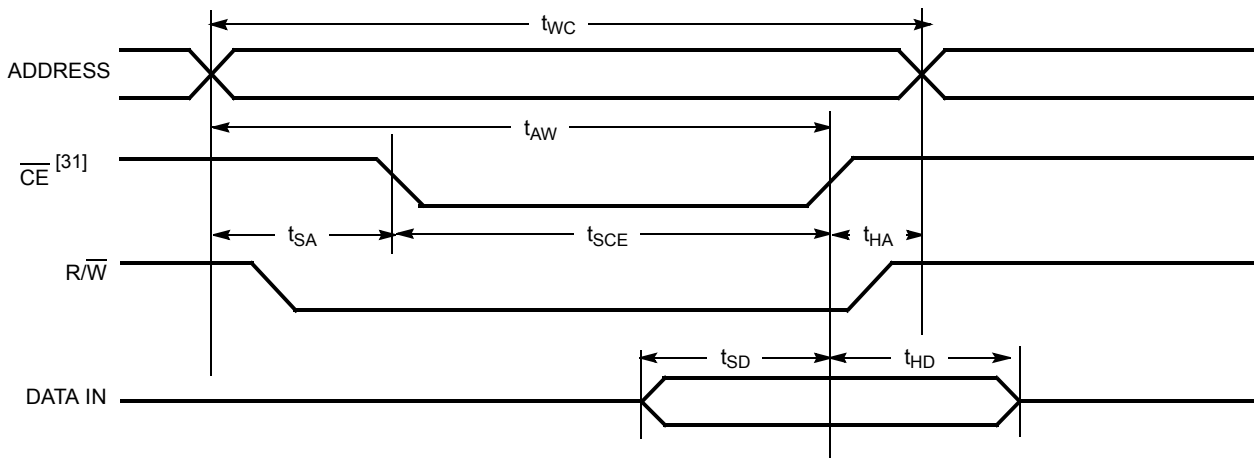 tWC
ADDRESS
tAW
CE [31]
tSA
tSCE
tHA
R/W
tSD
tHD
DATA IN